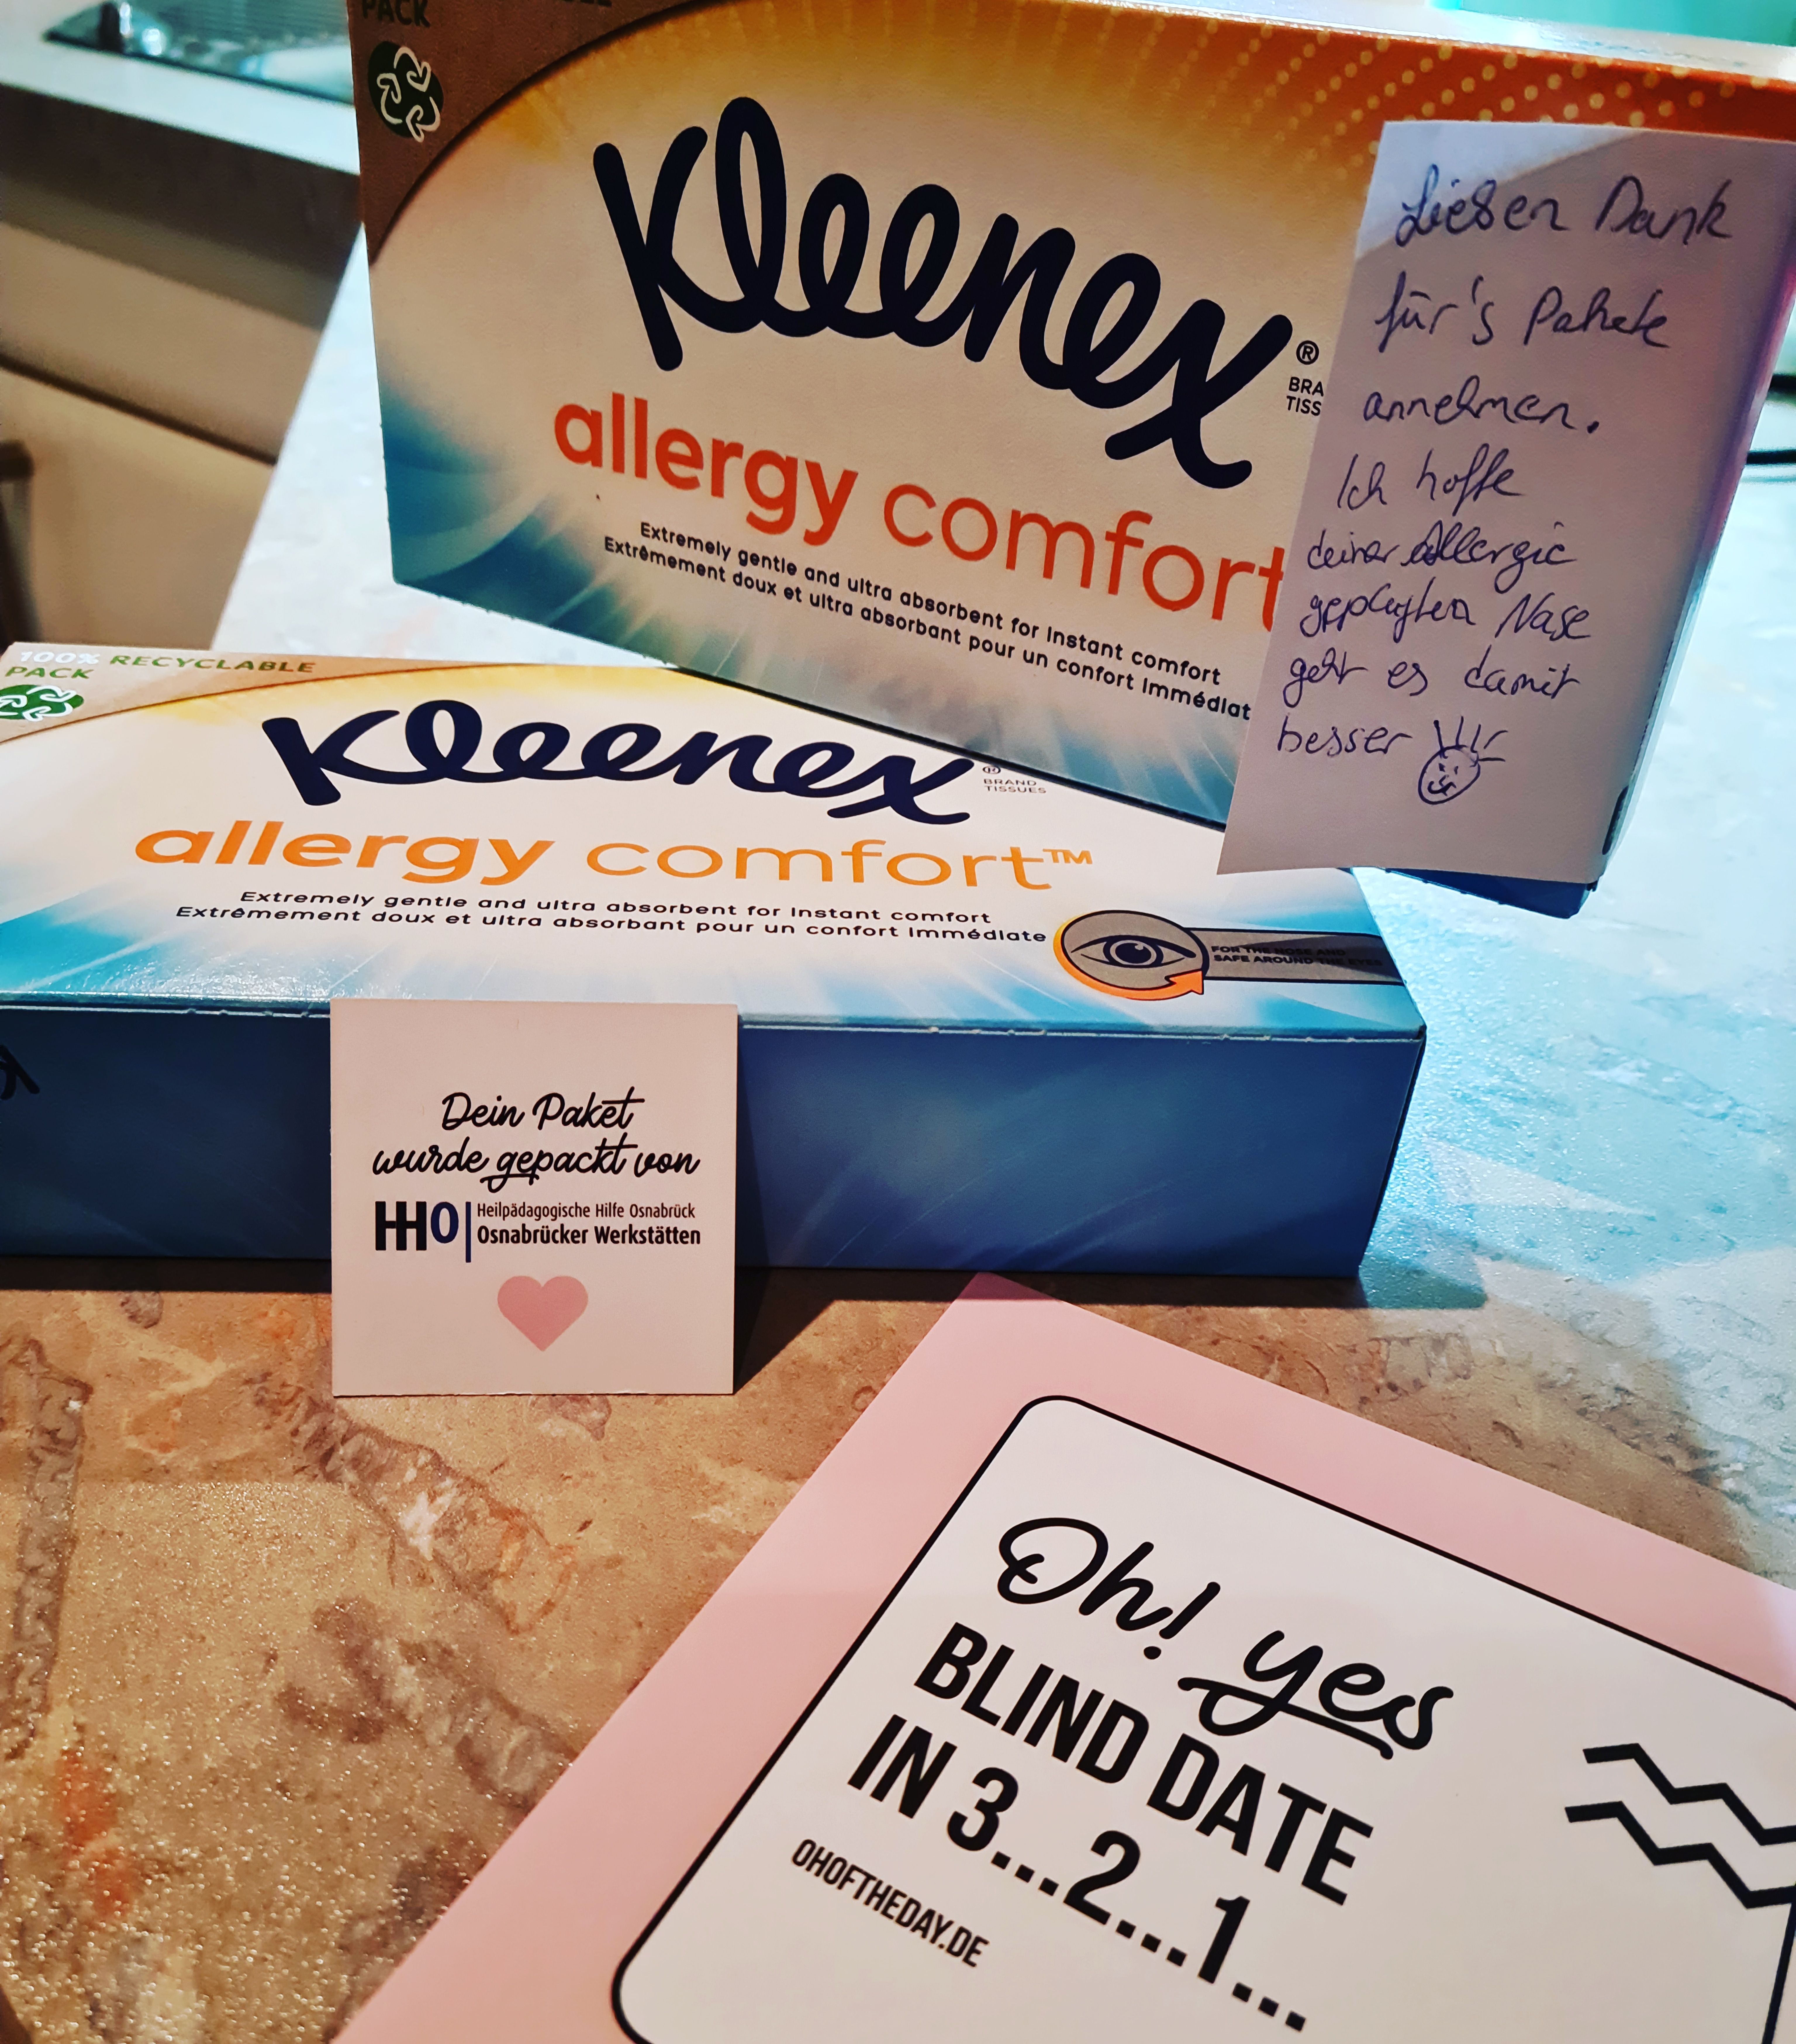 PACK
Kleenex®
BRA
TISS
allergy comfort
Extremely gentle and ultra absorbent for instant comfort
Extrêmement doux et ultra absorbant pour un confort immédiat
Lieben Dank
für's Pakete
annehmen.
Ich hoffe
deiner Allergie
geplagten Nase
geht es damit
besser
100% RECYCLABLE
PACK
Kleenex®
BRAND
TISSUES
allergy comfort™
Extremely gentle and ultra absorbent for instant comfort
Extrêmement doux et ultra absorbant pour un confort immédiate
FOR THE NOSE AND
SAFE AROUND THE EYES
Dein Paket
wurde gepackt von
HHO
Heilpädagogische Hilfe Osnabrück
Osnabrücker Werkstätten
Oh! yes
BLIND DATE
IN 3...2...1...
OHOFTHEDAY.DE